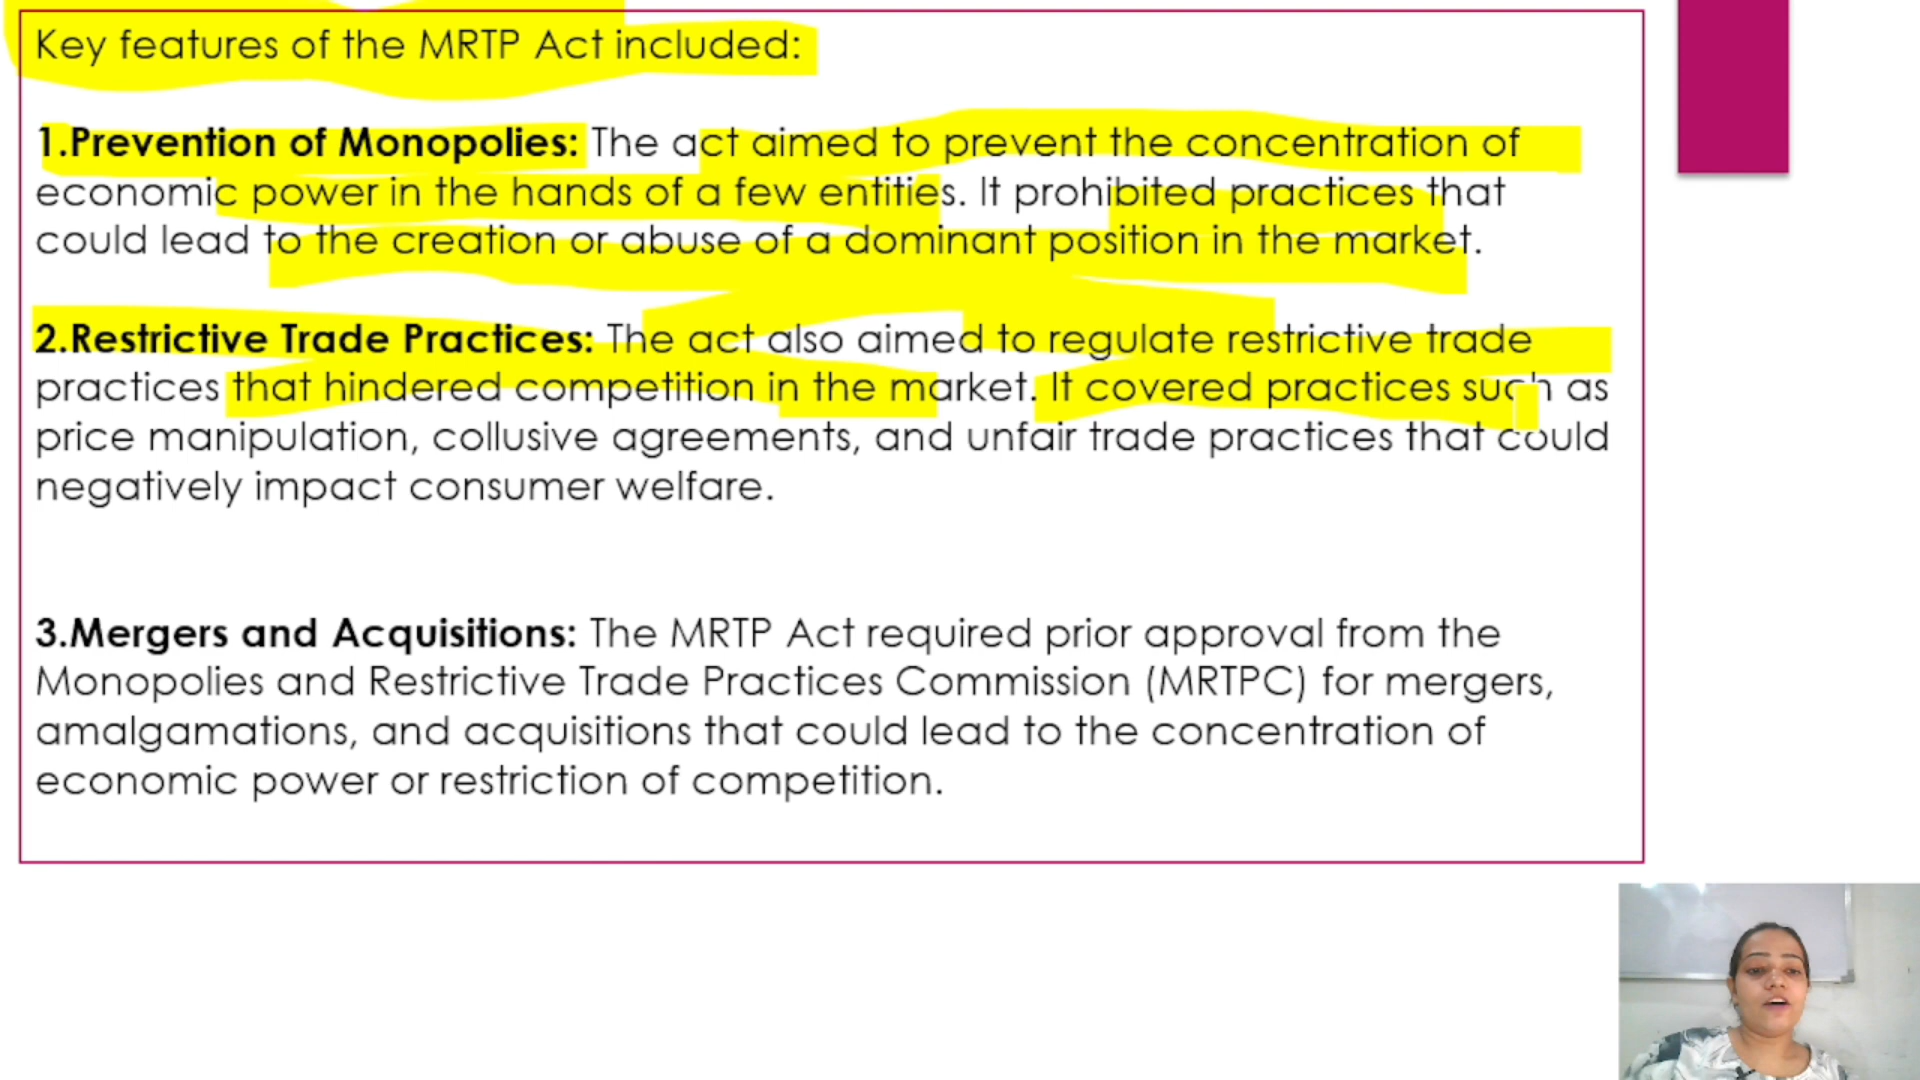 Key features of the MRTP Act included:
1.Prevention of Monopolies: The act aimed to prevent the concentration of
economic power in the hands of a few entities. It prohibited practices that
could lead to the creation or abuse of a dominant position in the market.
2.Restrictive Trade Practices: The act also aimed to regulate restrictive trade
practices that hindered competition in the market. It covered practices such as
price manipulation, collusive agreements, and unfair trade practices that could
negatively impact consumer welfare.
3.Mergers and Acquisitions: The MRTP Act required prior approval from the
Monopolies and Restrictive Trade Practices Commission (MRTPC) for mergers,
amalgamations, and acquisitions that could lead to the concentration of
economic power or restriction of competition.